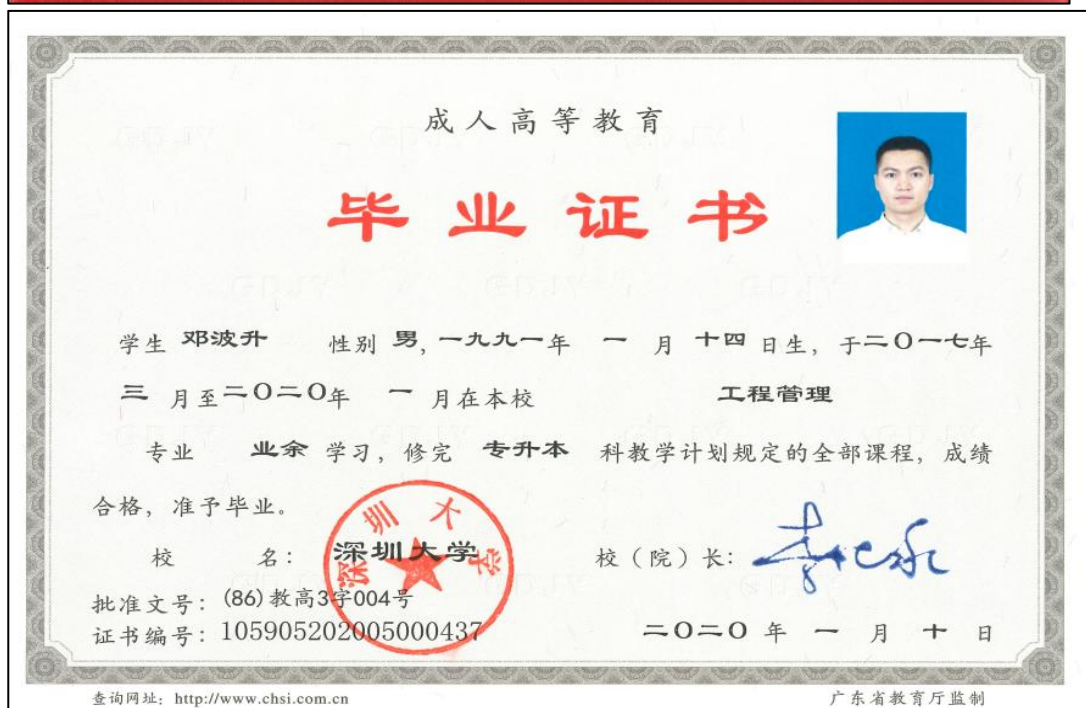 成人高等教育
毕业证书
学生 邓波升 性别 男, 一九九一年 一 月 十四 日生, 于二〇一七年
三 月至二〇二〇年 一 月在本校 工程管理
专业 业余 学习, 修完 专升本 科教学计划规定的全部课程, 成绩
合格, 准予毕业。
校 名: 深圳大学 校(院)长:
深圳大学
批准文号: (86)教高3字004号
证书编号: 105905202005000437 二〇二〇 年 一 月 十 日
查询网址: http://www.chsi.com.cn 广东省教育厅监制